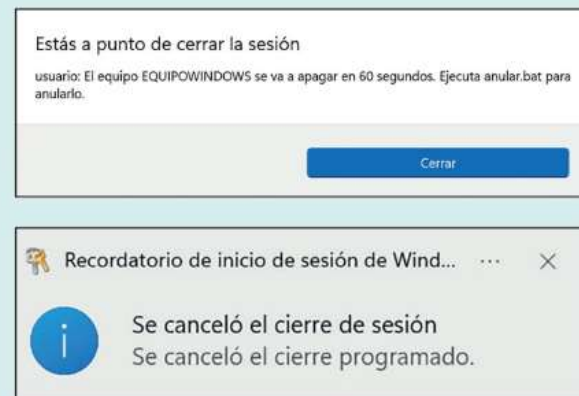 Estás a punto de cerrar la sesión
usuario: El equipo EQUIPOWINDOWS se va a apagar en 60 segundos. Ejecuta anular.bat para
anularlo.
Cerrar
Recordatorio de inicio de sesión de Wind... ··· ×
Se canceló el cierre de sesión
Se canceló el cierre programado.